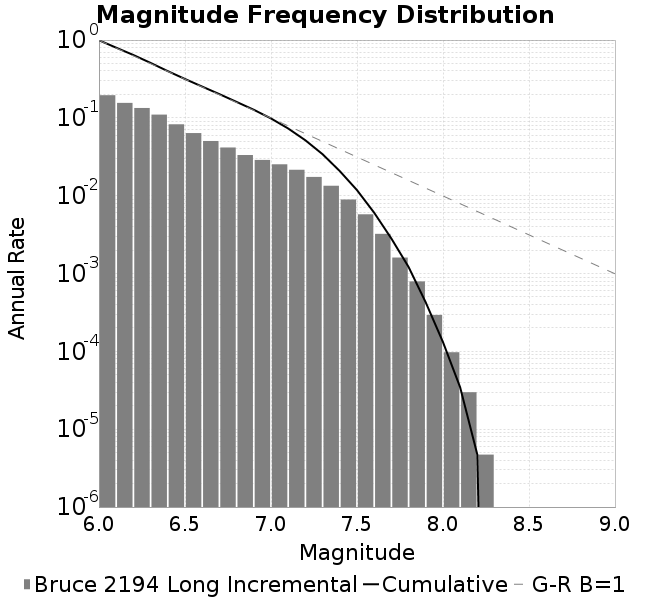 Magnitude Frequency Distribution
10^0
10^-1
10^-2
10^-3
10^-4
10^-5
10^-6
Annual Rate
6.0 6.5 7.0 7.5 8.0 8.5 9.0
Magnitude
Bruce 2194 Long Incremental Cumulative G-R B=1